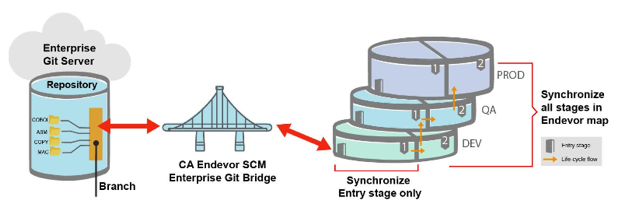 Enterprise
Git Server
Repository
COBOL
ASM
COPY
MAC
Branch
CA Endevor SCM
Enterprise Git Bridge
1
2
PROD
1
2
QA
1
2
DEV
Synchronize
Entry stage only
Synchronize
all stages in
Endevor map
Entry stage
Life cycle flow